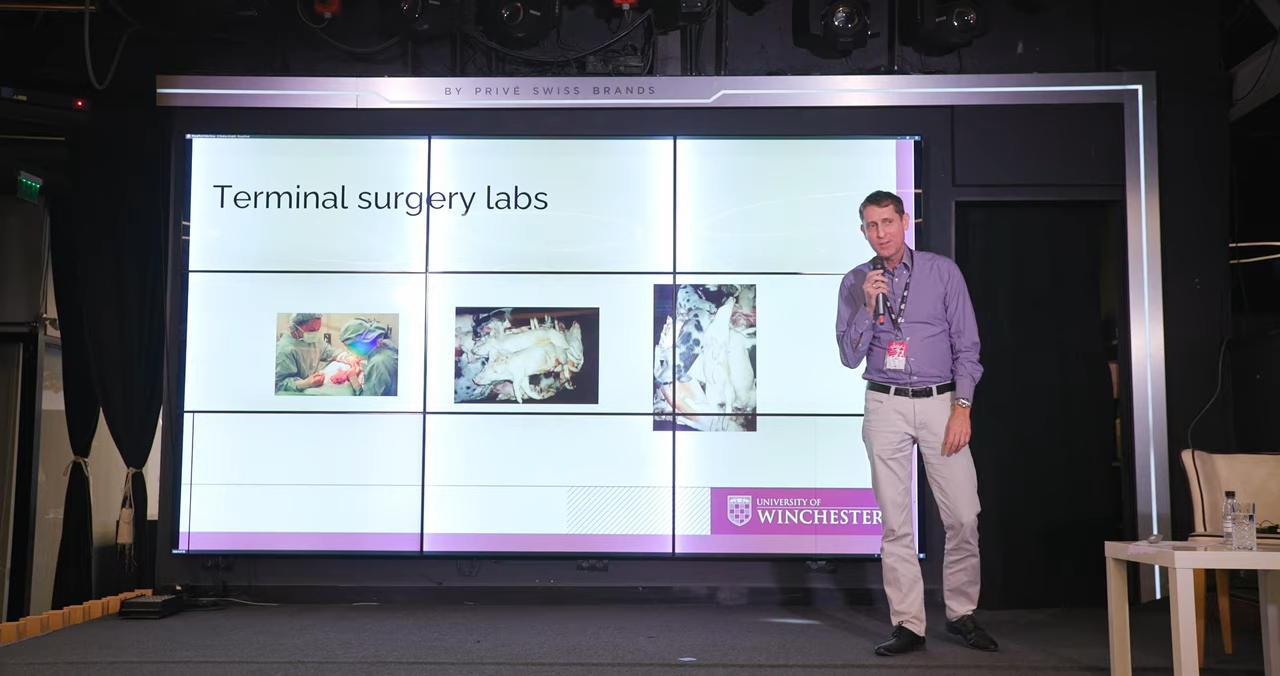 BY PRIVÉ SWISS BRANDS
Terminal surgery labs
UNIVERSITY OF
WINCHESTER